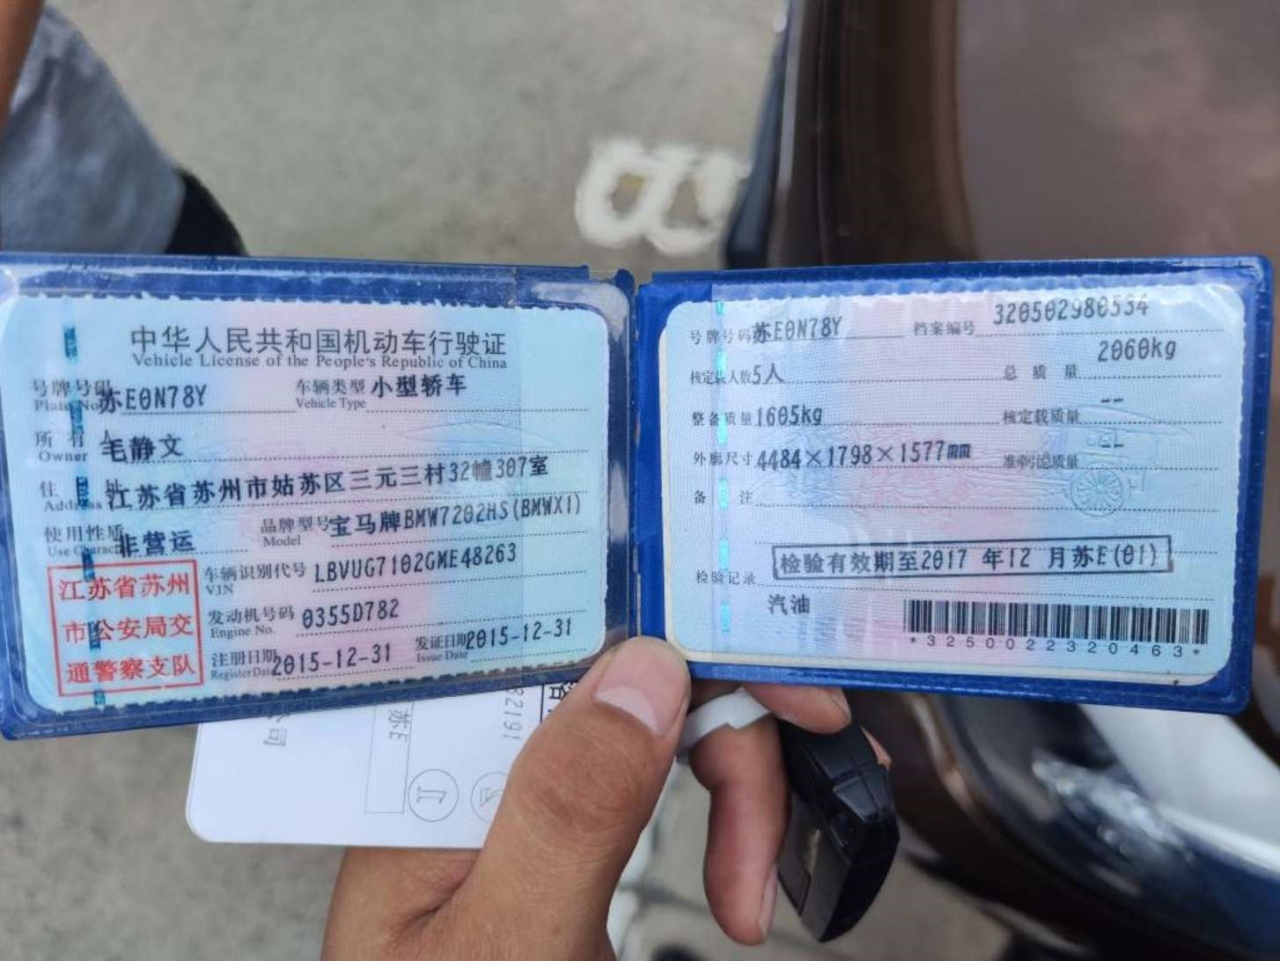 中华人民共和国机动车行驶证
Vehicle License of the People's Republic of China
号牌号码 苏E0N78Y 车辆类型 小型轿车
Plate No. Vehicle Type
所有人 毛静文
Owner
住址 江苏省苏州市姑苏区三元三村32幢307室
Address
使用性质 非营运 品牌型号 宝马牌BMW7202HS(BMWX1)
Use Character Model
江苏省苏州
市公安局交
通警察支队
车辆识别代号 LBVUG7102GME48263
VIN
发动机号码 0355D782
Engine No.
注册日期 2015-12-31 发证日期 2015-12-31
Register Date Issue Date
号牌号码 苏E0N78Y 档案编号 320502980534
核定载人数 5人 总质量 2060kg
整备质量 1605kg 核定载质量 --
外廓尺寸 4484×1798×1577mm 准牵引总质量 --
备注
检验记录 检验有效期至2017 年12 月苏E(01)
汽油
*3250022320463*
苏E
司